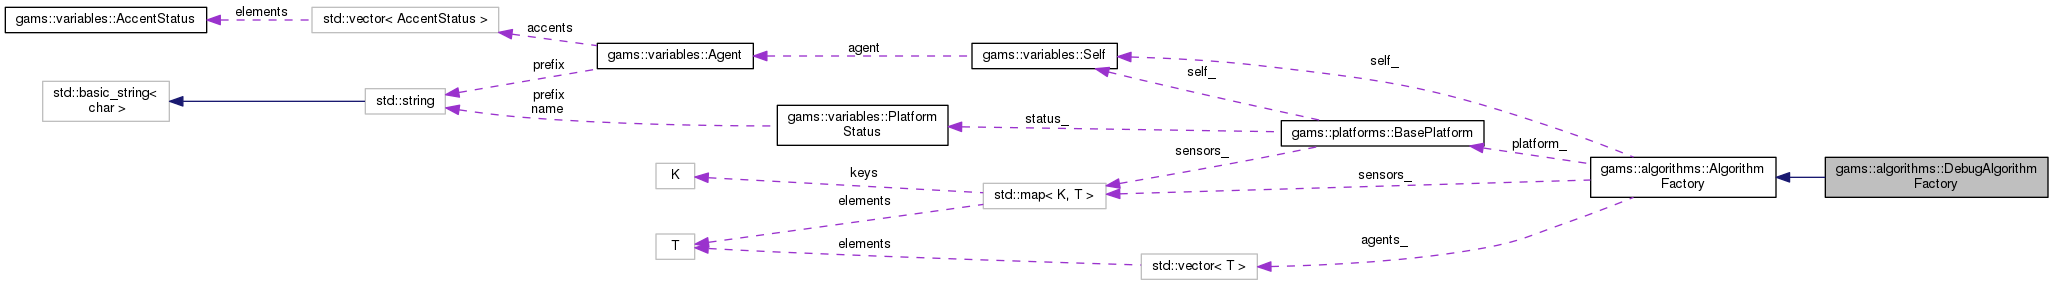 gams::variables::AccentStatus
elements
std::vector< AccentStatus >
accents
gams::variables::Agent
agent
gams::variables::Self
self_
prefix
self_
std::basic_string<
char >
std::string
prefix
name
gams::variables::Platform
Status
status_
gams::platforms::BasePlatform
platform_
sensors_
gams::algorithms::Algorithm
Factory
gams::algorithms::DebugAlgorithm
Factory
K
keys
std::map< K, T >
sensors_
elements
T
elements
std::vector< T >
agents_